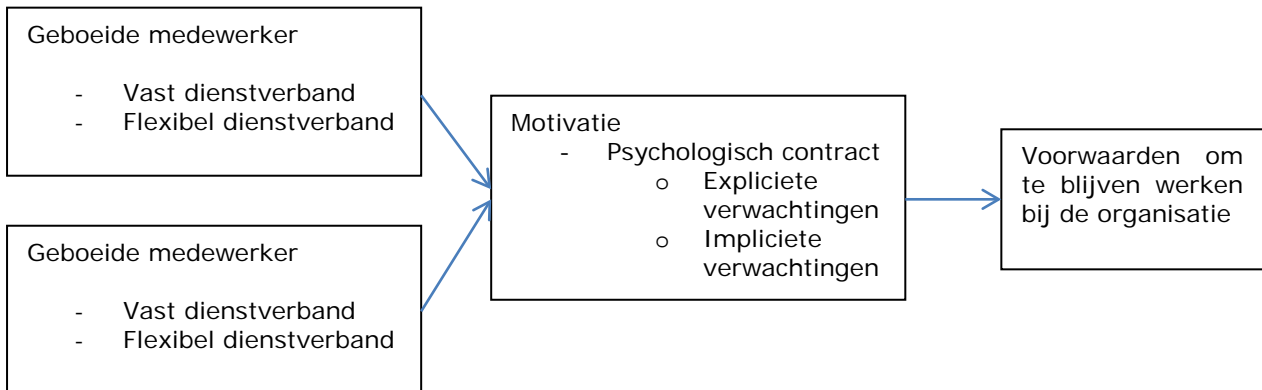 Geboeide medewerker
- Vast dienstverband
- Flexibel dienstverband
Geboeide medewerker
- Vast dienstverband
- Flexibel dienstverband
Motivatie
- Psychologisch contract
o Expliciete
verwachtingen
o Impliciete
verwachtingen
Voorwaarden om
te blijven werken
bij de organisatie